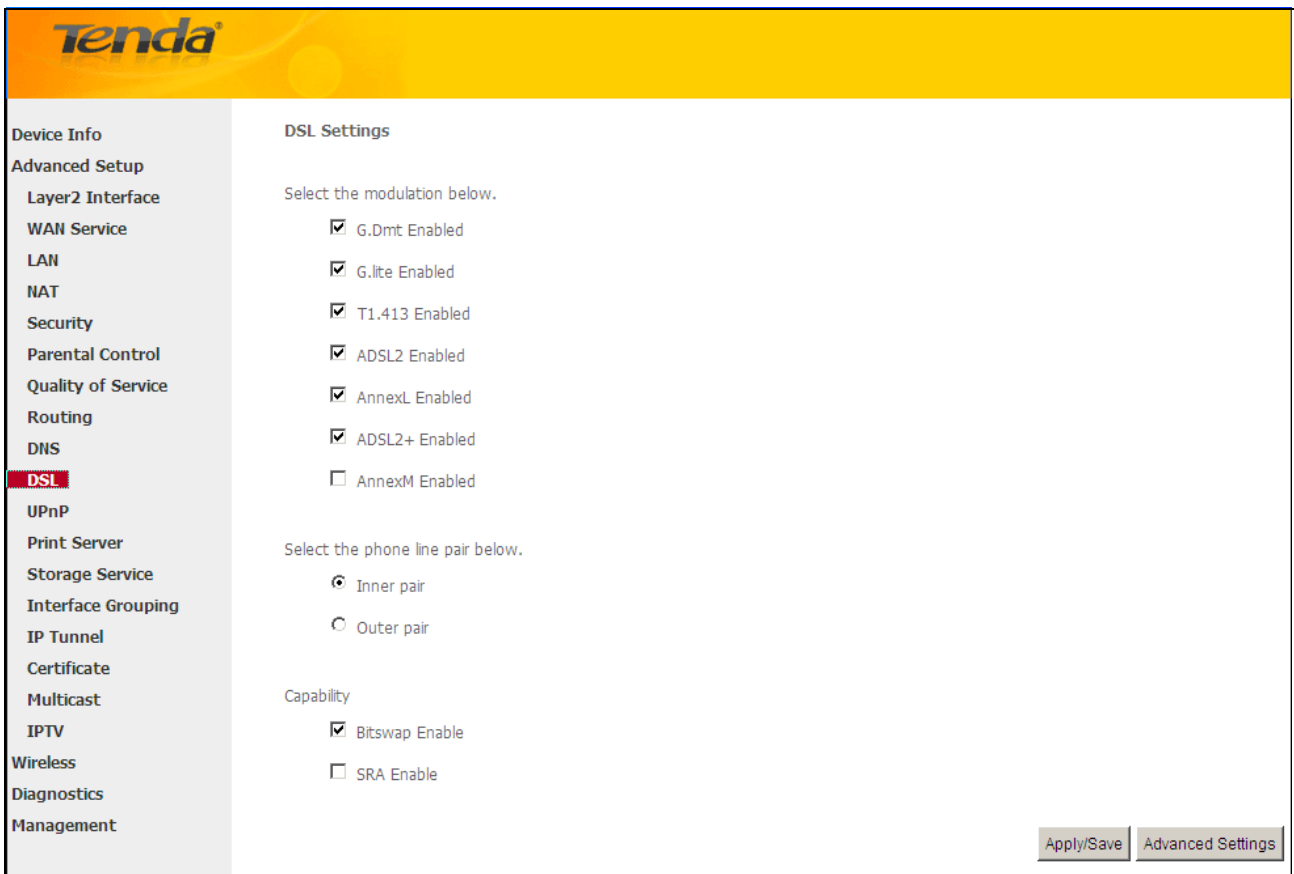 Tenda®
Device Info
Advanced Setup
Layer2 Interface
WAN Service
LAN
NAT
Security
Parental Control
Quality of Service
Routing
DNS
DSL
UPnP
Print Server
Storage Service
Interface Grouping
IP Tunnel
Certificate
Multicast
IPTV
Wireless
Diagnostics
Management
DSL Settings
Select the modulation below.
G.Dmt Enabled
G.lite Enabled
T1.413 Enabled
ADSL2 Enabled
AnnexL Enabled
ADSL2+ Enabled
AnnexM Enabled
Select the phone line pair below.
Inner pair
Outer pair
Capability
Bitswap Enable
SRA Enable
Apply/Save Advanced Settings